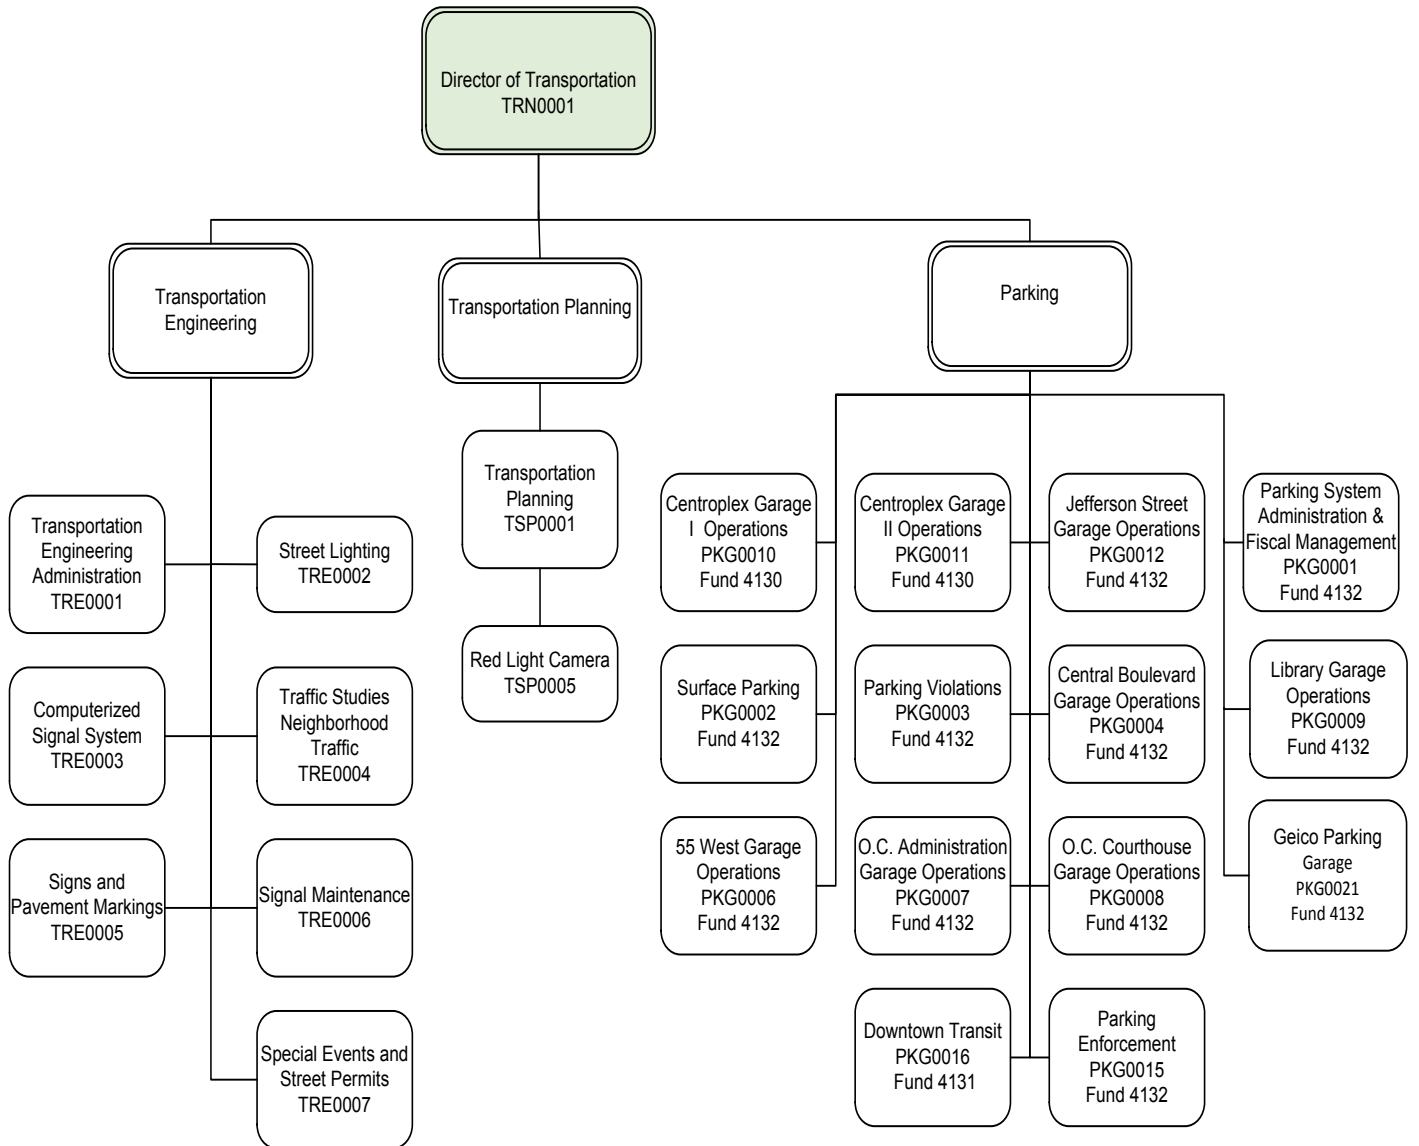 Director of Transportation
TRN0001
Transportation
Engineering
Transportation Planning
Parking
Transportation
Engineering
Administration
TRE0001
Street Lighting
TRE0002
Computerized
Signal System
TRE0003
Traffic Studies
Neighborhood
Traffic
TRE0004
Signs and
Pavement Markings
TRE0005
Signal Maintenance
TRE0006
Special Events and
Street Permits
TRE0007
Transportation
Planning
TSP0001
Red Light Camera
TSP0005
Centroplex Garage
I Operations
PKG0010
Fund 4130
Centroplex Garage
II Operations
PKG0011
Fund 4130
Jefferson Street
Garage Operations
PKG0012
Fund 4132
Parking System
Administration &
Fiscal Management
PKG0001
Fund 4132
Surface Parking
PKG0002
Fund 4132
Parking Violations
PKG0003
Fund 4132
Central Boulevard
Garage Operations
PKG0004
Fund 4132
Library Garage
Operations
PKG0009
Fund 4132
55 West Garage
Operations
PKG0006
Fund 4132
O.C. Administration
Garage Operations
PKG0007
Fund 4132
O.C. Courthouse
Garage Operations
PKG0008
Fund 4132
Geico Parking
Garage
PKG0021
Fund 4132
Downtown Transit
PKG0016
Fund 4131
Parking
Enforcement
PKG0015
Fund 4132